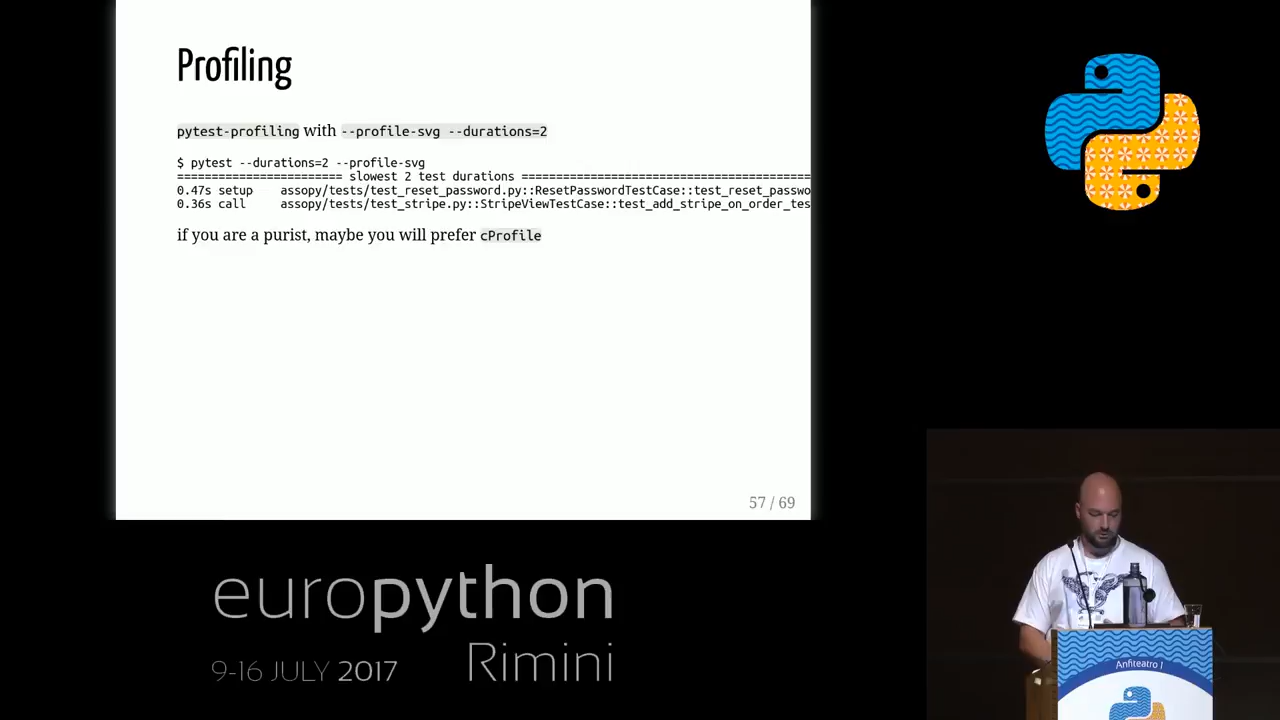 Profiling
pytest-profiling with --profile-svg --durations=2
$ pytest --durations=2 --profile-svg
======================== slowest 2 test durations ==========================================
0.47s setup    assopy/tests/test_reset_password.py::ResetPasswordTestCase::test_reset_passwo
0.36s call     assopy/tests/test_stripe.py::StripeViewTestCase::test_add_stripe_on_order_tes
if you are a purist, maybe you will prefer cProfile
57 / 69
europython
9-16 JULY 2017 Rimini
Anfiteatro I